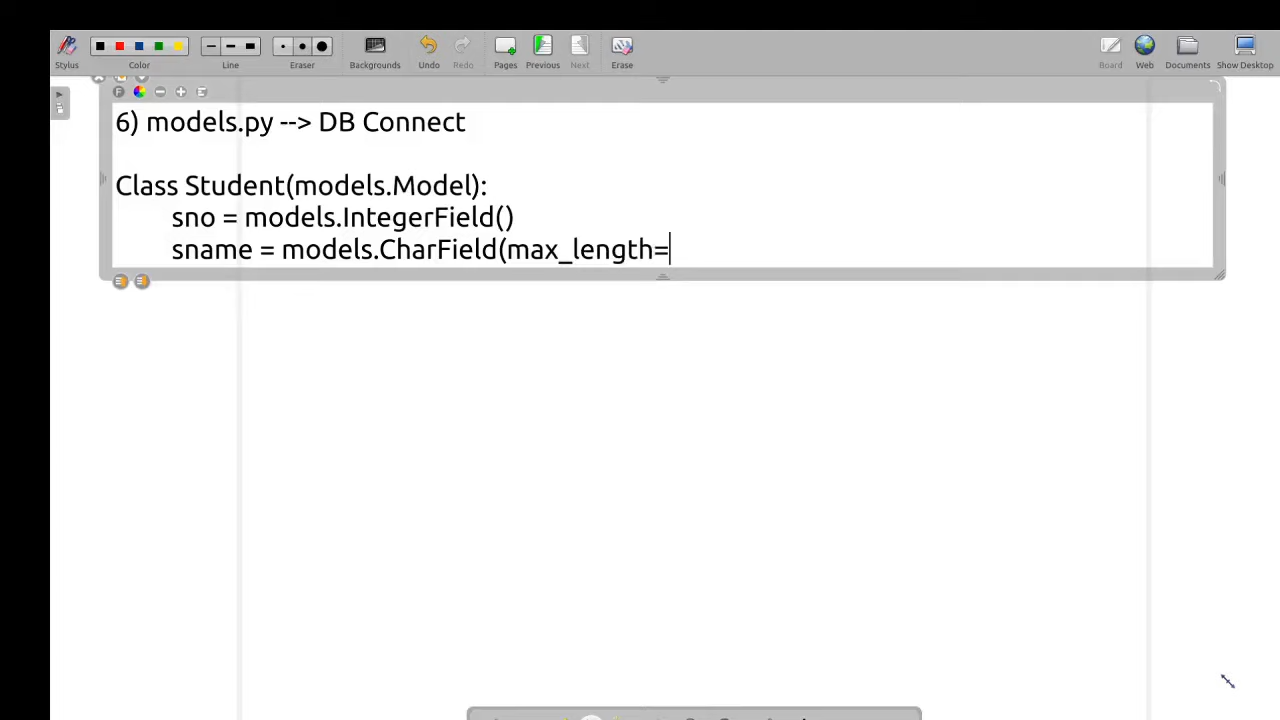 Stylus
Color
Line
Eraser
Backgrounds
Undo
Redo
Pages
Previous
Next
Erase
Board
Web
Documents
Show Desktop
6) models.py --> DB Connect
Class Student(models.Model):
sno = models.IntegerField()
sname = models.CharField(max_length=